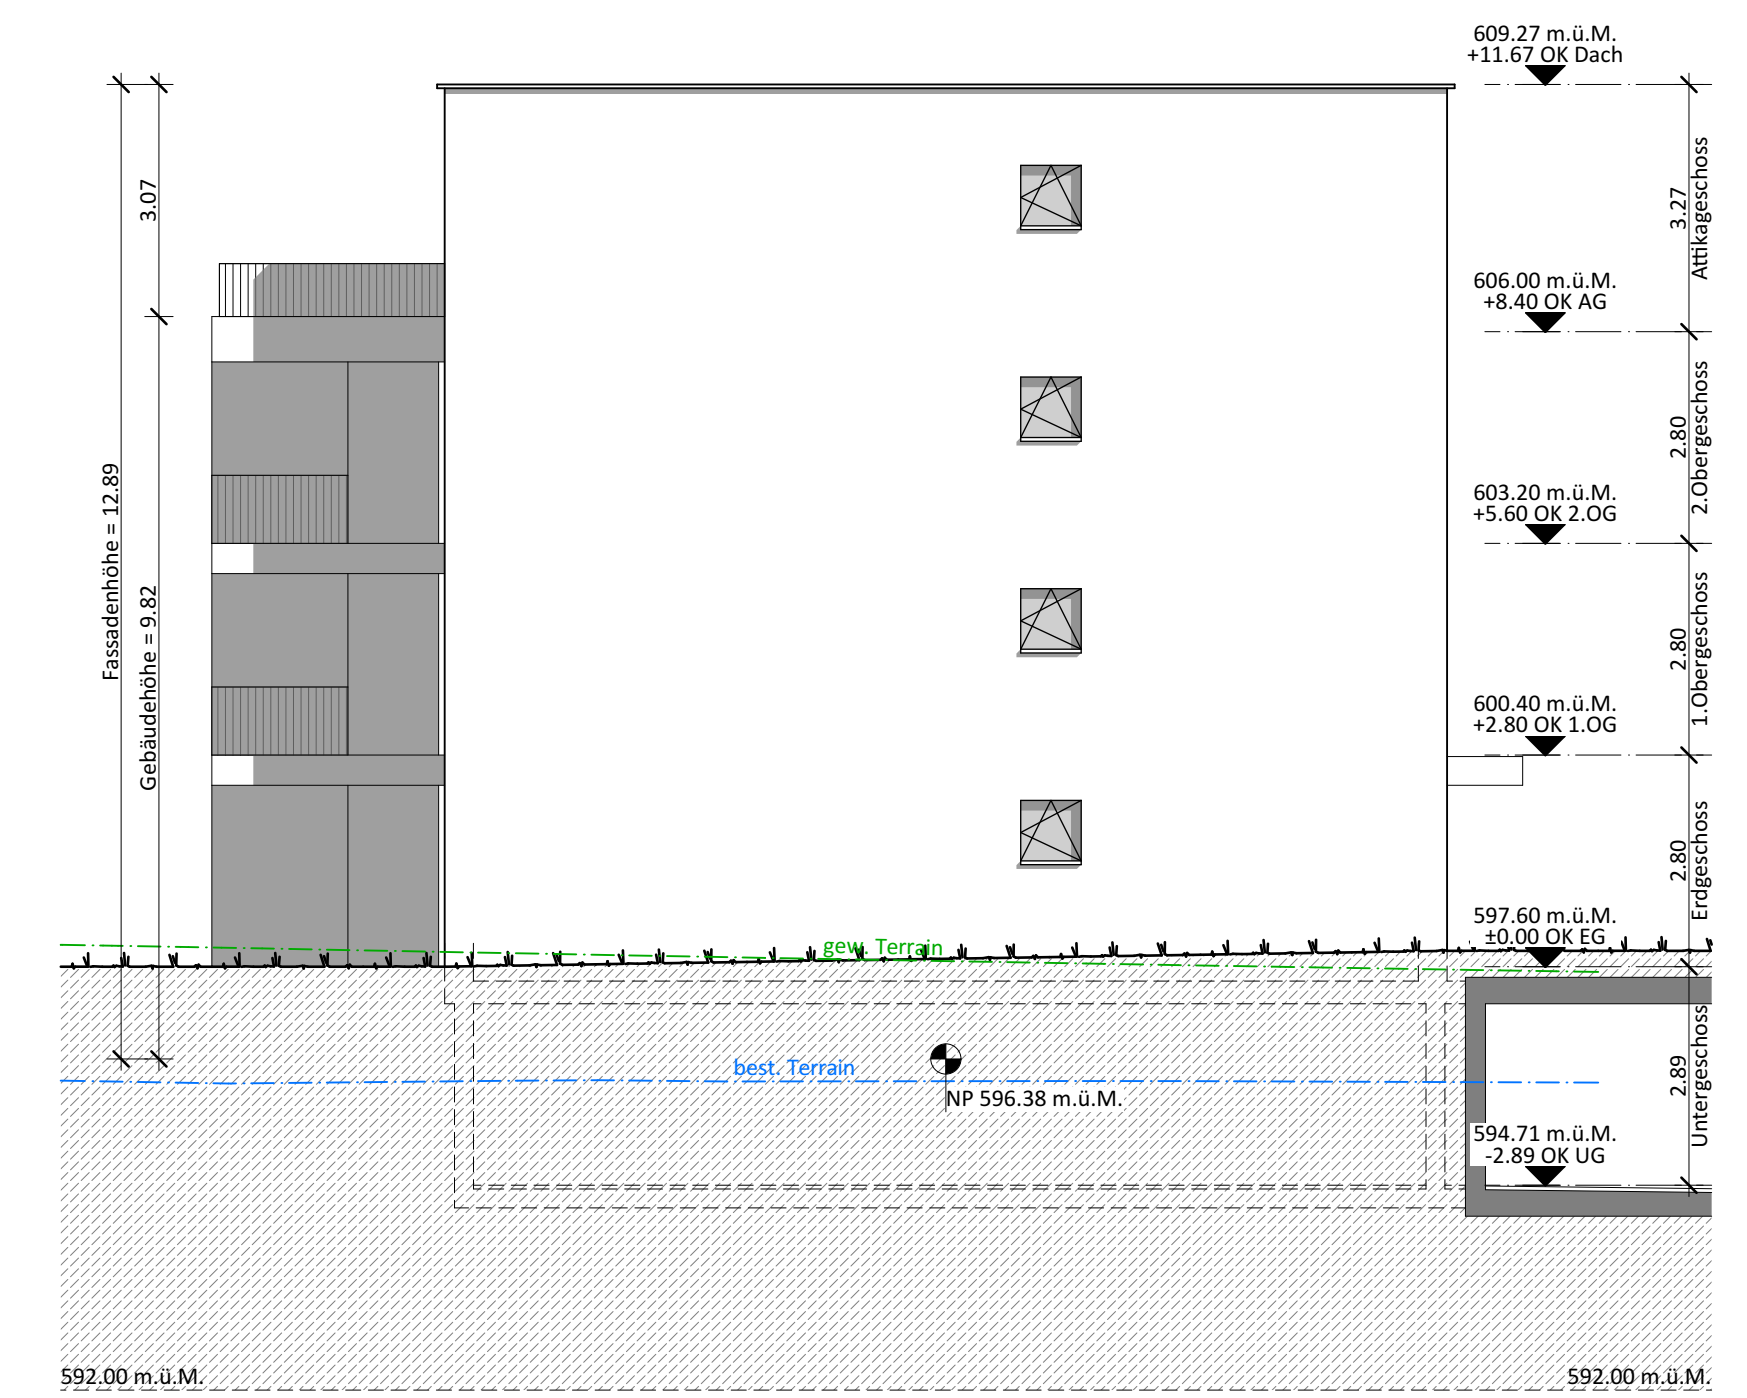 609.27 m.ü.M.
+11.67 OK Dach
3.07
3.27
Attikageschoss
606.00 m.ü.M.
+8.40 OK AG
Fassadenhöhe = 12.89
Gebäudehöhe = 9.82
2.80
2.Obergeschoss
603.20 m.ü.M.
+5.60 OK 2.OG
2.80
1.Obergeschoss
600.40 m.ü.M.
+2.80 OK 1.OG
2.80
Erdgeschoss
597.60 m.ü.M.
±0.00 OK EG
gew. Terrain
best. Terrain
NP 596.38 m.ü.M.
2.89
Untergeschoss
594.71 m.ü.M.
-2.89 OK UG
592.00 m.ü.M.
592.00 m.ü.M.